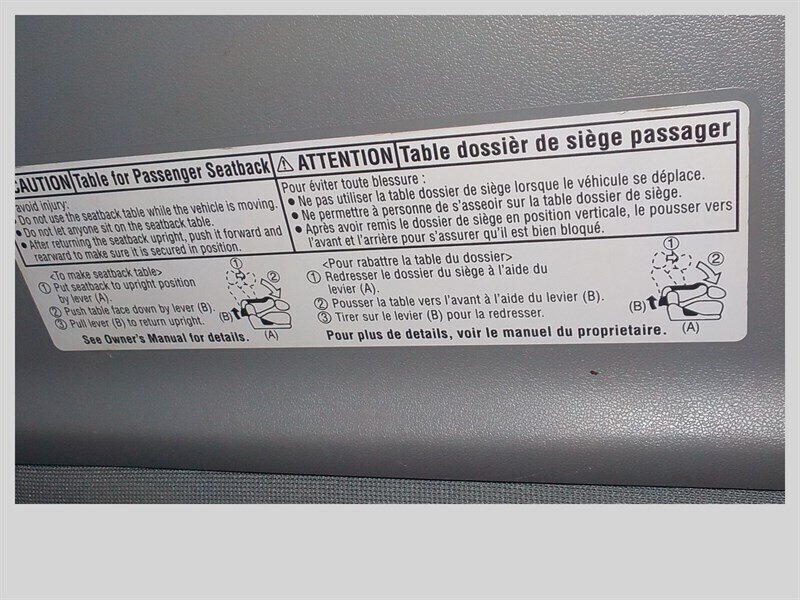 CAUTION Table for Passenger Seatback
avoid injury:
• Do not use the seatback table while the vehicle is moving.
• Do not let anyone sit on the seatback table.
• After returning the seatback upright, push it forward and
rearward to make sure it is secured in position.
<To make seatback table>
① Put seatback to upright position
by lever (A).
② Push table face down by lever (B).
③ Pull lever (B) to return upright.
See Owner's Manual for details.
① ② (B) (A)
ATTENTION Table dossièr de siège passager
Pour éviter toute blessure :
• Ne pas utiliser la table dossier de siège lorsque le véhicule se déplace.
• Ne permettre à personne de s'asseoir sur la table dossier de siège.
• Après avoir remis le dossier de siège en position verticale, le pousser vers
l'avant et l'arrière pour s'assurer qu'il est bien bloqué.
<Pour rabattre la table du dossier>
① Redresser le dossier du siège à l'aide du
levier (A).
② Pousser la table vers l'avant à l'aide du levier (B).
③ Tirer sur le levier (B) pour la redresser.
Pour plus de details, voir le manuel du proprietaire.
① ② (B) (A)